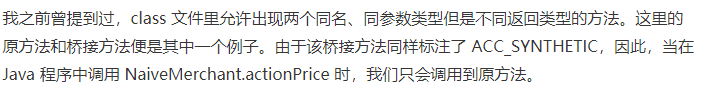 我之前曾提到过，class 文件里允许出现两个同名、同参数类型但是不同返回类型的方法。这里的
原方法和桥接方法便是其中一个例子。由于该桥接方法同样标注了 ACC_SYNTHETIC，因此，当在
Java 程序中调用 NaiveMerchant.actionPrice 时，我们只会调用到原方法。